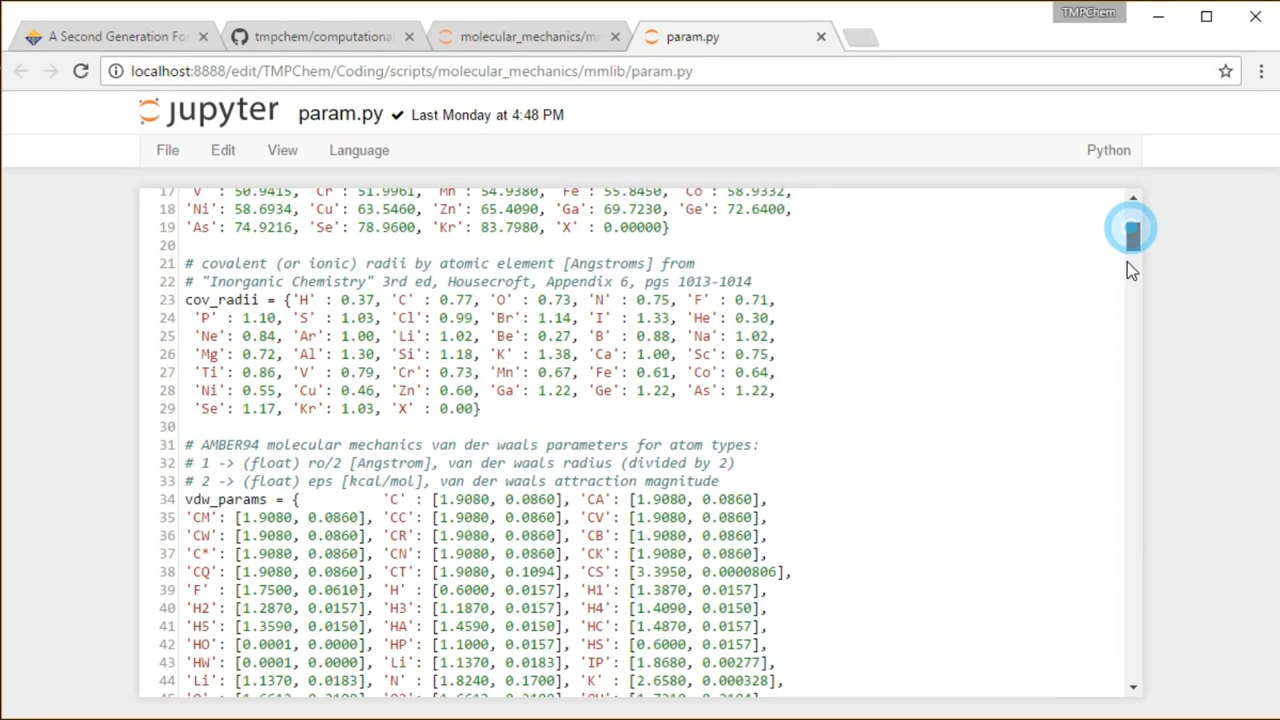 TMPChem
A Second Generation For
tmpchem/computational
molecular_mechanics/mm
param.py
localhost:8888/edit/TMPChem/Coding/scripts/molecular_mechanics/mmlib/param.py
jupyter param.py Last Monday at 4:48 PM
File Edit View Language Python
17 'V' : 50.9415, 'Cr': 51.9961, 'Mn': 54.9380, 'Fe': 55.8450, 'Co': 58.9332,
18 'Ni': 58.6934, 'Cu': 63.5460, 'Zn': 65.4090, 'Ga': 69.7230, 'Ge': 72.6400,
19 'As': 74.9216, 'Se': 78.9600, 'Kr': 83.7980, 'X' : 0.00000}
20
21 # covalent (or ionic) radii by atomic element [Angstroms] from
22 # "Inorganic Chemistry" 3rd ed, Housecroft, Appendix 6, pgs 1013-1014
23 cov_radii = {'H' : 0.37, 'C' : 0.77, 'O' : 0.73, 'N' : 0.75, 'F' : 0.71,
24 'P' : 1.10, 'S' : 1.03, 'Cl': 0.99, 'Br': 1.14, 'I' : 1.33, 'He': 0.30,
25 'Ne': 0.84, 'Ar': 1.00, 'Li': 1.02, 'Be': 0.27, 'B' : 0.88, 'Na': 1.02,
26 'Mg': 0.72, 'Al': 1.30, 'Si': 1.18, 'K' : 1.38, 'Ca': 1.00, 'Sc': 0.75,
27 'Ti': 0.86, 'V' : 0.79, 'Cr': 0.73, 'Mn': 0.67, 'Fe': 0.61, 'Co': 0.64,
28 'Ni': 0.55, 'Cu': 0.46, 'Zn': 0.60, 'Ga': 1.22, 'Ge': 1.22, 'As': 1.22,
29 'Se': 1.17, 'Kr': 1.03, 'X' : 0.00}
30
31 # AMBER94 molecular mechanics van der waals parameters for atom types:
32 # 1 -> (float) ro/2 [Angstrom], van der waals radius (divided by 2)
33 # 2 -> (float) eps [kcal/mol], van der waals attraction magnitude
34 vdw_params = { 'C' : [1.9080, 0.0860], 'CA': [1.9080, 0.0860],
35 'CM': [1.9080, 0.0860], 'CC': [1.9080, 0.0860], 'CV': [1.9080, 0.0860],
36 'CW': [1.9080, 0.0860], 'CR': [1.9080, 0.0860], 'CB': [1.9080, 0.0860],
37 'C*': [1.9080, 0.0860], 'CN': [1.9080, 0.0860], 'CK': [1.9080, 0.0860],
38 'CQ': [1.9080, 0.0860], 'CT': [1.9080, 0.1094], 'CS': [3.3950, 0.0000806],
39 'F' : [1.7500, 0.0610], 'H' : [0.6000, 0.0157], 'H1': [1.3870, 0.0157],
40 'H2': [1.2870, 0.0157], 'H3': [1.1870, 0.0157], 'H4': [1.4090, 0.0150],
41 'H5': [1.3590, 0.0150], 'HA': [1.4590, 0.0150], 'HC': [1.4870, 0.0157],
42 'HO': [0.0001, 0.0000], 'HP': [1.1000, 0.0157], 'HS': [0.6000, 0.0157],
43 'HW': [0.0001, 0.0000], 'Li': [1.1370, 0.0183], 'IP': [1.8680, 0.00277],
44 'Li': [1.1370, 0.0183], 'N' : [1.8240, 0.1700], 'K' : [2.6580, 0.000328],